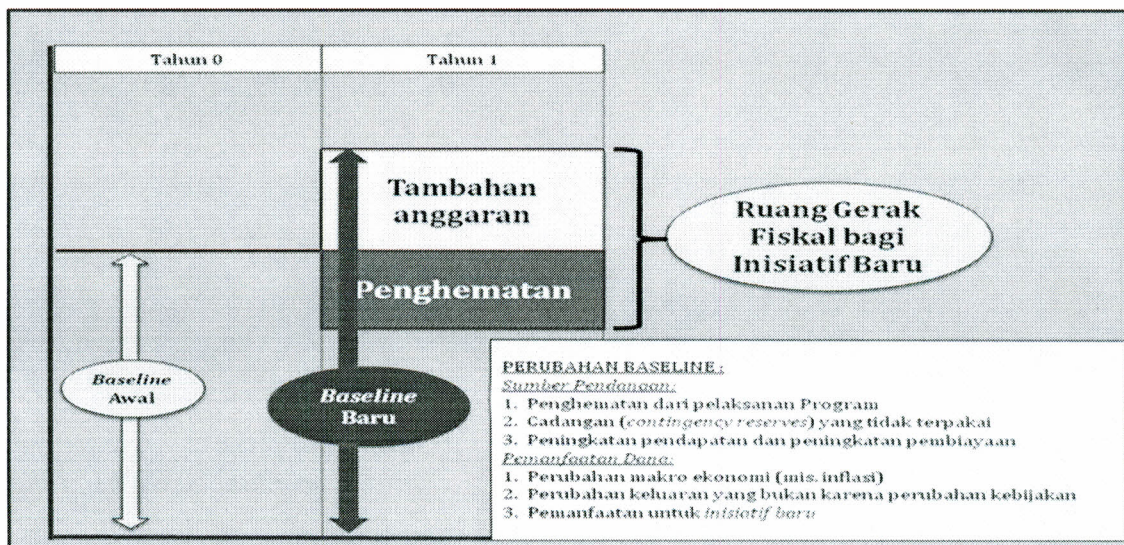 Tahun 0
Tahun 1
Tambahan
anggaran
Penghematan
Ruang Gerak
Fiskal bagi
Inisiatif Baru
Baseline
Awal
Baseline
Baru
PERUBAHAN BASELINE :
Sumber Pendanaan:
1. Penghematan dari pelaksanan Program
2. Cadangan (contingency reserves) yang tidak terpakai
3. Peningkatan pendapatan dan peningkatan pembiayaan
Pemanfaatan Dana:
1. Perubahan makro ekonomi (mis. inflasi)
2. Perubahan keluaran yang bukan karena perubahan kebijakan
3. Pemanfaatan untuk inisiatif baru